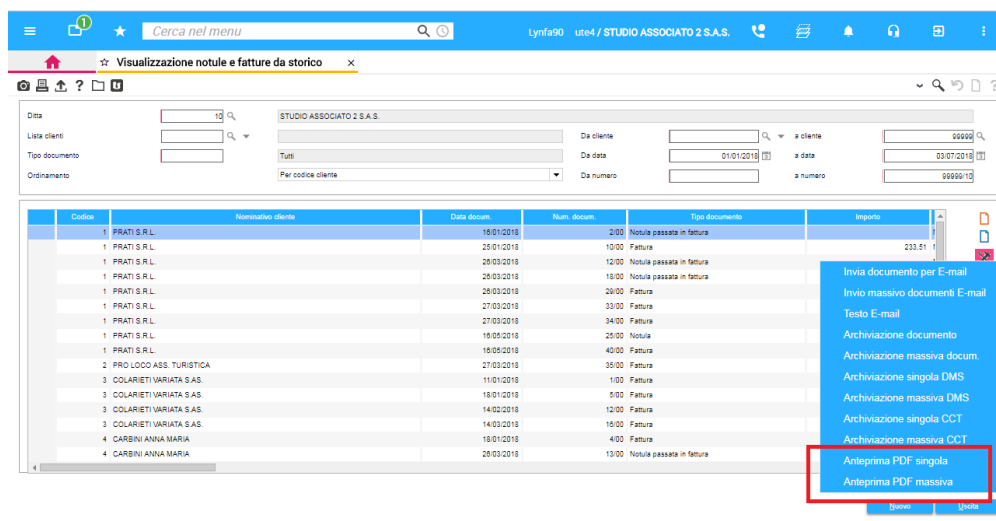 1
Cerca nel menu
Lynfa90 ute4 / STUDIO ASSOCIATO 2 S.A.S.
Visualizzazione notule e fatture da storico x
Ditta 10 STUDIO ASSOCIATO 2 S.A.S.
Lista clienti Da cliente a cliente 99999
Tipo documento Tutti Da data 01/01/2018 a data 03/07/2018
Ordinamento Per codice cliente Da numero a numero 99999/10
Codice Nominativo cliente Data docum. Num. docum. Tipo documento Importo
1 PRATI S.R.L. 16/01/2018 2/00 Notula passata in fattura
1 PRATI S.R.L. 25/01/2018 10/00 Fattura 233,51
1 PRATI S.R.L. 26/03/2018 12/00 Notula passata in fattura
1 PRATI S.R.L. 26/03/2018 18/00 Notula passata in fattura
1 PRATI S.R.L. 26/03/2018 29/00 Fattura
1 PRATI S.R.L. 27/03/2018 33/00 Fattura
1 PRATI S.R.L. 27/03/2018 34/00 Fattura
1 PRATI S.R.L. 16/05/2018 25/00 Notula
1 PRATI S.R.L. 16/05/2018 40/00 Fattura
2 PRO LOCO ASS. TURISTICA 27/03/2018 35/00 Fattura
3 COLARIETI VARIATA S.AS. 11/01/2018 1/00 Fattura
3 COLARIETI VARIATA S.AS. 18/01/2018 5/00 Fattura
3 COLARIETI VARIATA S.AS. 14/02/2018 12/00 Fattura
3 COLARIETI VARIATA S.AS. 14/03/2018 16/00 Fattura
4 CARBINI ANNA MARIA 18/01/2018 4/00 Fattura
4 CARBINI ANNA MARIA 26/03/2018 13/00 Notula passata in fattura
Invia documento per E-mail
Invio massivo documenti E-mail
Testo E-mail
Archiviazione documento
Archiviazione massiva docum.
Archiviazione singola DMS
Archiviazione massiva DMS
Archiviazione singola CCT
Archiviazione massiva CCT
Anteprima PDF singola
Anteprima PDF massiva
Nuovo Uscita